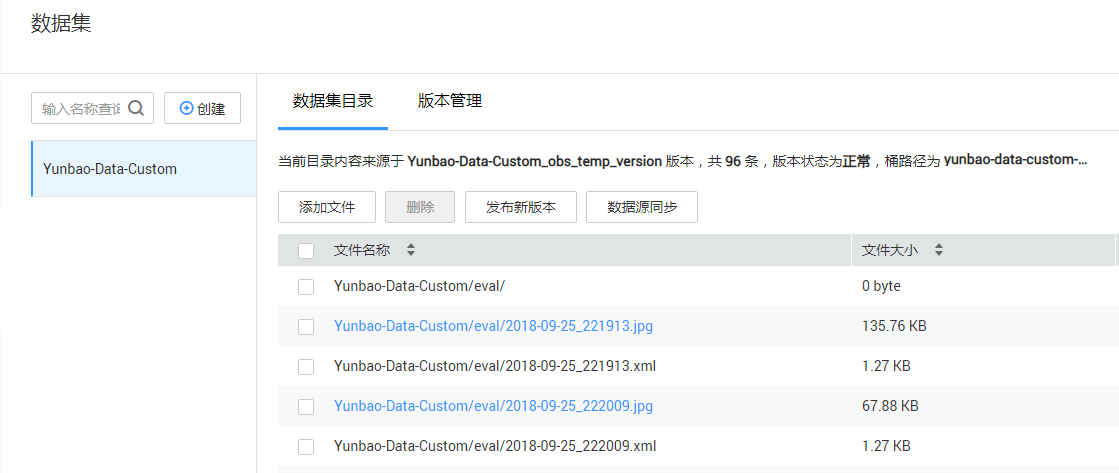 数据集
输入名称查询
创建
Yunbao-Data-Custom
数据集目录 版本管理
当前目录内容来源于 Yunbao-Data-Custom_obs_temp_version 版本，共 96 条，版本状态为正常，桶路径为 yunbao-data-custom-...
添加文件 删除 发布新版本 数据源同步
文件名称 文件大小
Yunbao-Data-Custom/eval/ 0 byte
Yunbao-Data-Custom/eval/2018-09-25_221913.jpg 135.76 KB
Yunbao-Data-Custom/eval/2018-09-25_221913.xml 1.27 KB
Yunbao-Data-Custom/eval/2018-09-25_222009.jpg 67.88 KB
Yunbao-Data-Custom/eval/2018-09-25_222009.xml 1.27 KB